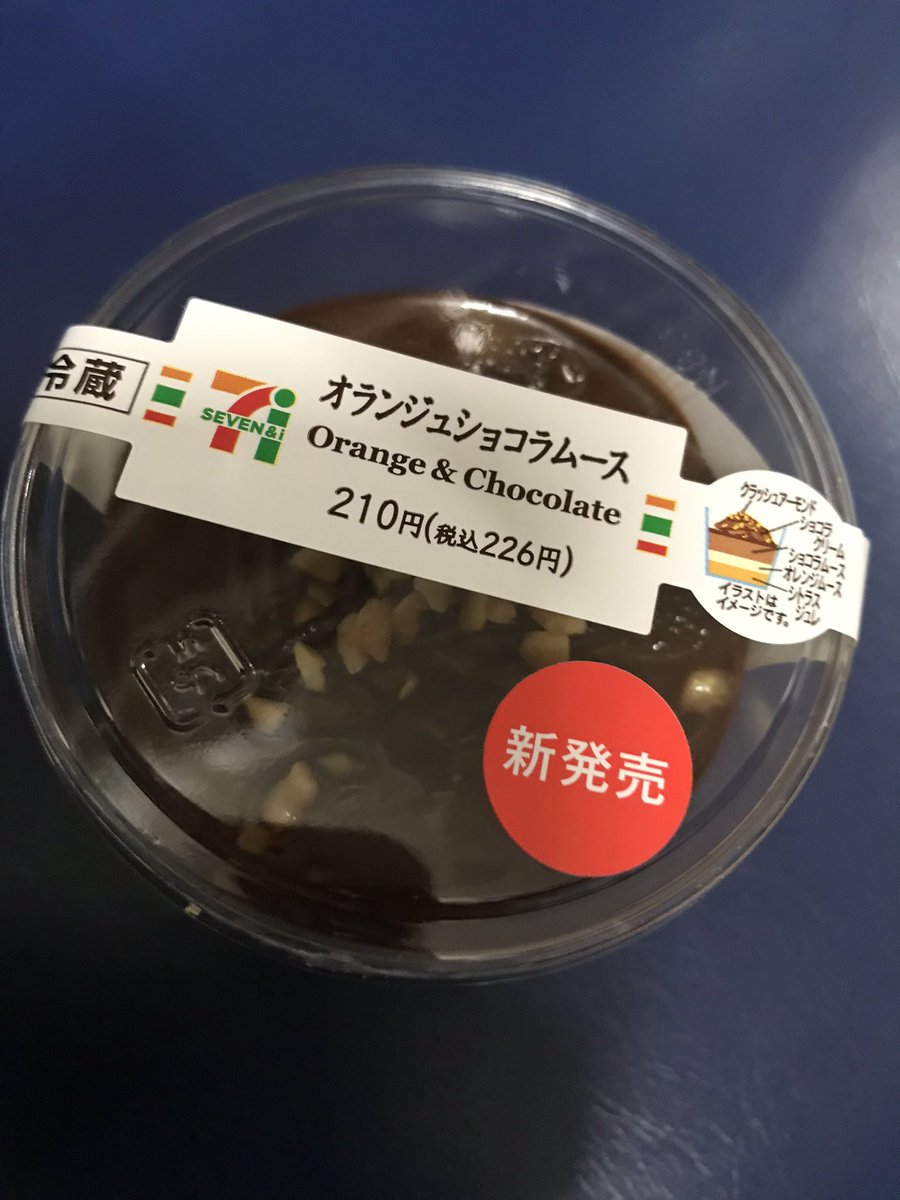 冷蔵
SEVEN&i
オランジュショコラムース
Orange & Chocolate
210円(税込226円)
クラッシュアーモンド
ショコラ
クリーム
ショコラムース
オレンジムース
シトラス
ジュレ
イラストは
イメージです。
新発売